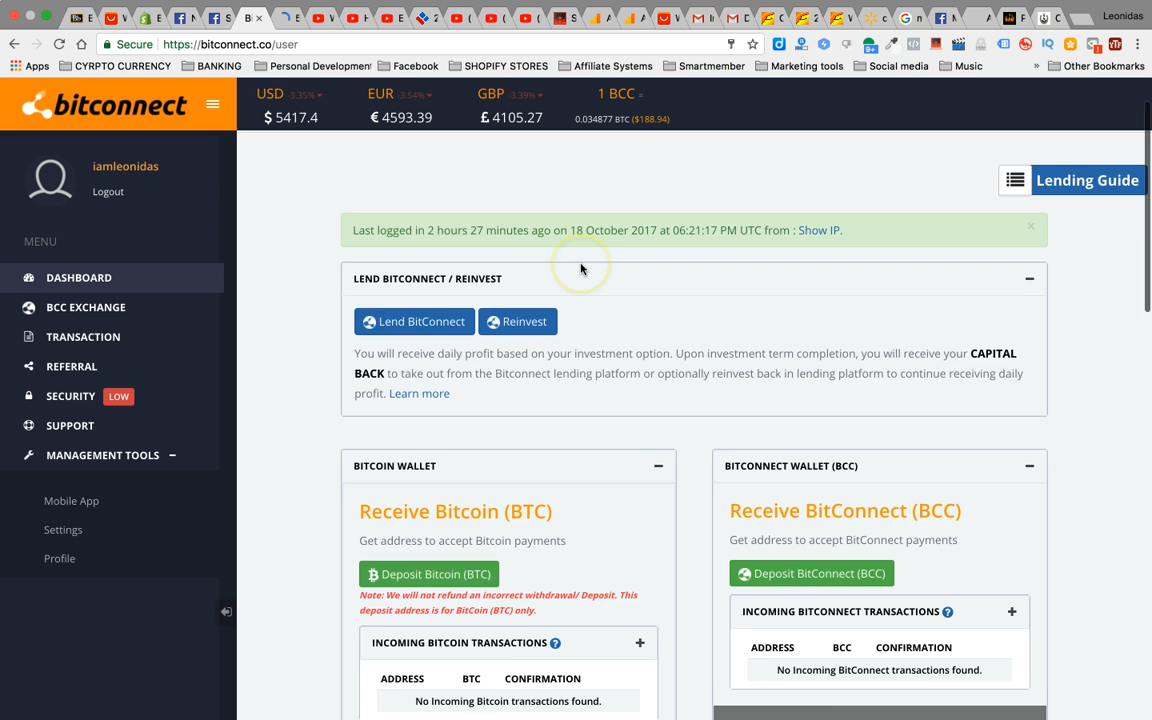 Leonidas
Secure https://bitconnect.co/user
Apps CYRPTO CURRENCY BANKING Personal Development Facebook SHOPIFY STORES Affiliate Systems Smartmember Marketing tools Social media Music » Other Bookmarks
bitconnect
USD -3.35% EUR -3.54% GBP -3.39% 1 BCC =
$ 5417.4 € 4593.39 £ 4105.27 0.034877 BTC ($188.94)
iamleonidas
Logout
Lending Guide
Last logged in 2 hours 27 minutes ago on 18 October 2017 at 06:21:17 PM UTC from : Show IP.
×
MENU
DASHBOARD
BCC EXCHANGE
TRANSACTION
REFERRAL
SECURITY LOW
SUPPORT
MANAGEMENT TOOLS
Mobile App
Settings
Profile
LEND BITCONNECT / REINVEST
Lend BitConnect Reinvest
You will receive daily profit based on your investment option. Upon investment term completion, you will receive your CAPITAL
BACK to take out from the Bitconnect lending platform or optionally reinvest back in lending platform to continue receiving daily
profit. Learn more
BITCOIN WALLET
Receive Bitcoin (BTC)
Get address to accept Bitcoin payments
Deposit Bitcoin (BTC)
Note: We will not refund an incorrect withdrawal/ Deposit. This
deposit address is for BitCoin (BTC) only.
INCOMING BITCOIN TRANSACTIONS ?
ADDRESS BTC CONFIRMATION
No Incoming Bitcoin transactions found.
BITCONNECT WALLET (BCC)
Receive BitConnect (BCC)
Get address to accept BitConnect payments
Deposit BitConnect (BCC)
INCOMING BITCONNECT TRANSACTIONS ?
ADDRESS BCC CONFIRMATION
No Incoming BitConnect transactions found.